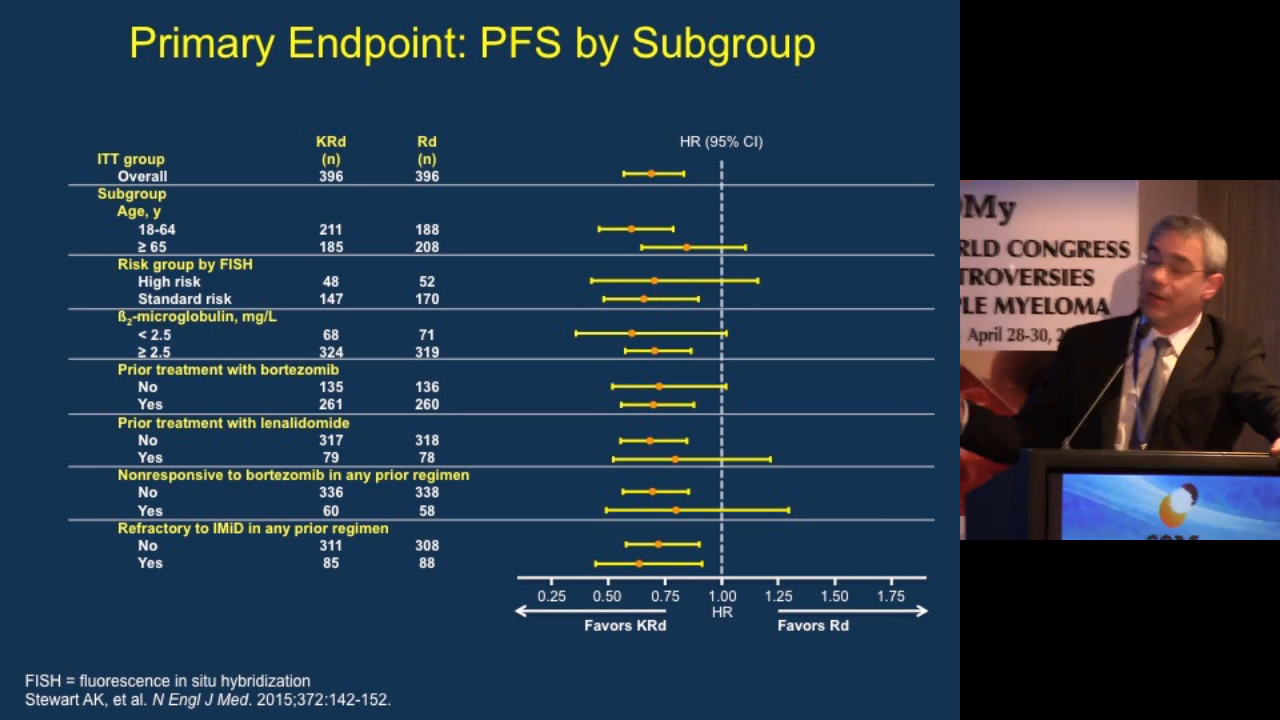 Primary Endpoint: PFS by Subgroup
KRd Rd HR (95% CI)
ITT group (n) (n)
Overall 396 396
Subgroup
Age, y
18-64 211 188
≥ 65 185 208
Risk group by FISH
High risk 48 52
Standard risk 147 170
ß2-microglobulin, mg/L
< 2.5 68 71
≥ 2.5 324 319
Prior treatment with bortezomib
No 135 136
Yes 261 260
Prior treatment with lenalidomide
No 317 318
Yes 79 78
Nonresponsive to bortezomib in any prior regimen
No 336 338
Yes 60 58
Refractory to IMiD in any prior regimen
No 311 308
Yes 85 88
0.25 0.50 0.75 1.00 1.25 1.50 1.75
HR
Favors KRd Favors Rd
FISH = fluorescence in situ hybridization
Stewart AK, et al. N Engl J Med. 2015;372:142-152.
OMy
RLD CONGRESS
TROVERSIES
PLE MYELOMA
April 28-30, 2